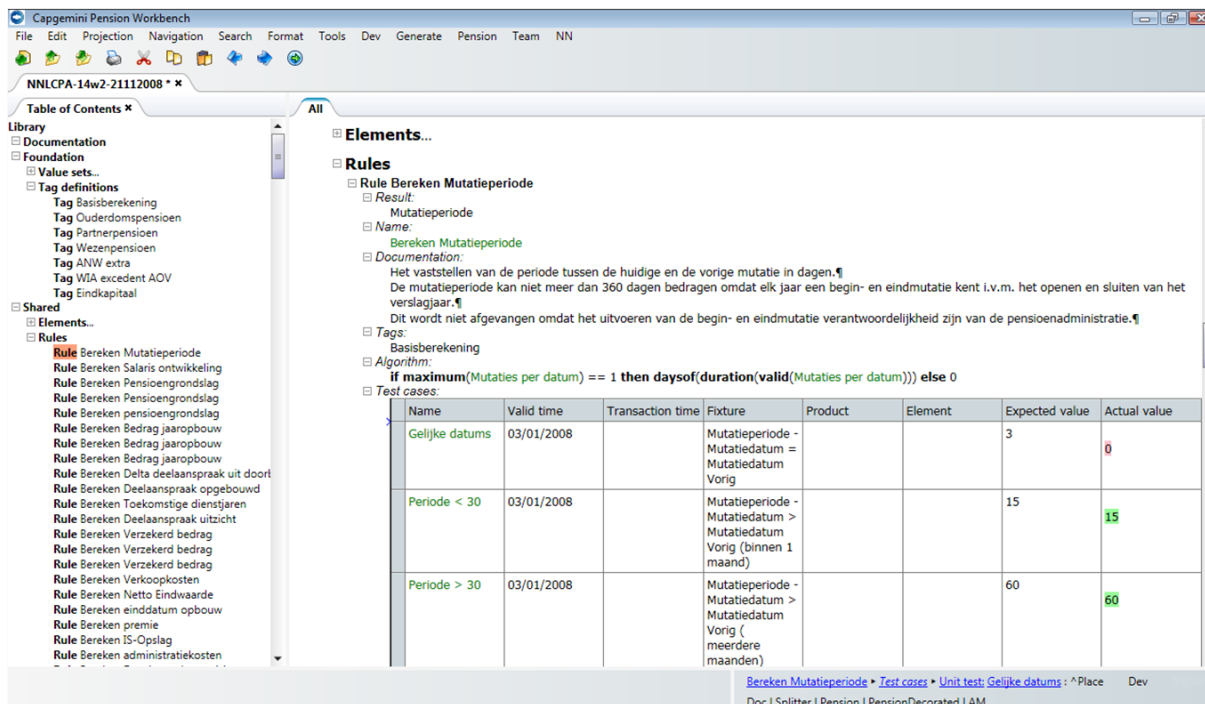 Capgemini Pension Workbench
File Edit Projection Navigation Search Format Tools Dev Generate Pension Team NN
NNLCPA-14w2-21112008 *
Table of Contents
Library
Documentation
Foundation
Value sets...
Tag definitions
Tag Basisberekening
Tag Ouderdomspensioen
Tag Partnerpensioen
Tag Wezenpensioen
Tag ANW extra
Tag WIA excedent AOV
Tag Eindkapitaal
Shared
Elements...
Rules
Rule Bereken Mutatieperiode
Rule Bereken Salaris ontwikkeling
Rule Bereken Pensioengrondslag
Rule Bereken Pensioengrondslag
Rule Bereken pensioengrondslag
Rule Bereken Bedrag jaaropbouw
Rule Bereken Bedrag jaaropbouw
Rule Bereken Bedrag jaaropbouw
Rule Bereken Delta deelaanspraak uit
Rule Bereken Deelaanspraak opgebouwd
Rule Bereken Toekomstige dienstjaren
Rule Bereken Deelaanspraak uitzicht
Rule Bereken Verzekerd bedrag
Rule Bereken Verzekerd bedrag
Rule Bereken Verzekerd bedrag
Rule Bereken Verkoopkosten
Rule Bereken Netto Eindwaarde
Rule Bereken einddatum opbouw
Rule Bereken premie
Rule Bereken IS-Opslag
Rule Bereken administratiekosten
All
Elements...
Rules
Rule Bereken Mutatieperiode
Result:
Mutatieperiode
Name:
Bereken Mutatieperiode
Documentation:
Het vaststellen van de periode tussen de huidige en de vorige mutatie in dagen.¶
De mutatieperiode kan niet meer dan 360 dagen bedragen omdat elk jaar een begin- en eindmutatie kent i.v.m. het openen en sluiten van het
verslagjaar.¶
Dit wordt niet afgevangen omdat het uitvoeren van de begin- en eindmutatie verantwoordelijkheid zijn van de pensioenadministratie.¶
Tags:
Basisberekening
Algorithm:
if maximum(Mutaties per datum) == 1 then daysof(duration(valid(Mutaties per datum))) else 0
Test cases:
Name Valid time Transaction time Fixture Product Element Expected value Actual value
Gelijke datums 03/01/2008 Mutatieperiode - 3
Mutatiedatum = 0
Mutatiedatum
Vorig
Periode < 30 03/01/2008 Mutatieperiode - 15
Mutatiedatum > 15
Mutatiedatum
Vorig (binnen 1
maand)
Periode > 30 03/01/2008 Mutatieperiode - 60
Mutatiedatum > 60
Mutatiedatum
Vorig (
meerdere
maanden)
Bereken Mutatieperiode ▸ Test cases ▸ Unit test: Gelijke datums : ^Place Dev
Doc | Splitter | Pension | PensionDecorated | AM